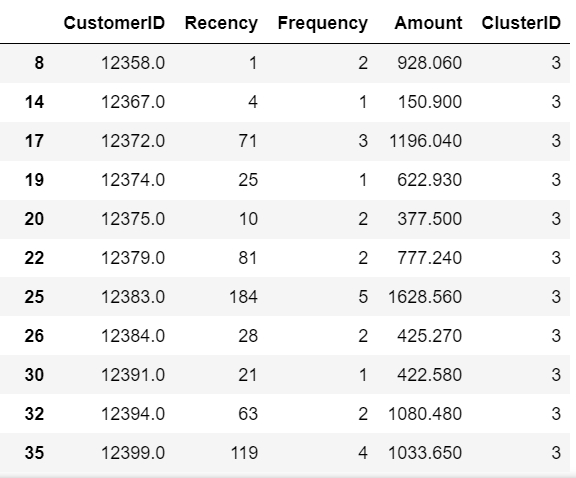 CustomerID Recency Frequency Amount ClusterID
8 12358.0 1 2 928.060 3
14 12367.0 4 1 150.900 3
17 12372.0 71 3 1196.040 3
19 12374.0 25 1 622.930 3
20 12375.0 10 2 377.500 3
22 12379.0 81 2 777.240 3
25 12383.0 184 5 1628.560 3
26 12384.0 28 2 425.270 3
30 12391.0 21 1 422.580 3
32 12394.0 63 2 1080.480 3
35 12399.0 119 4 1033.650 3